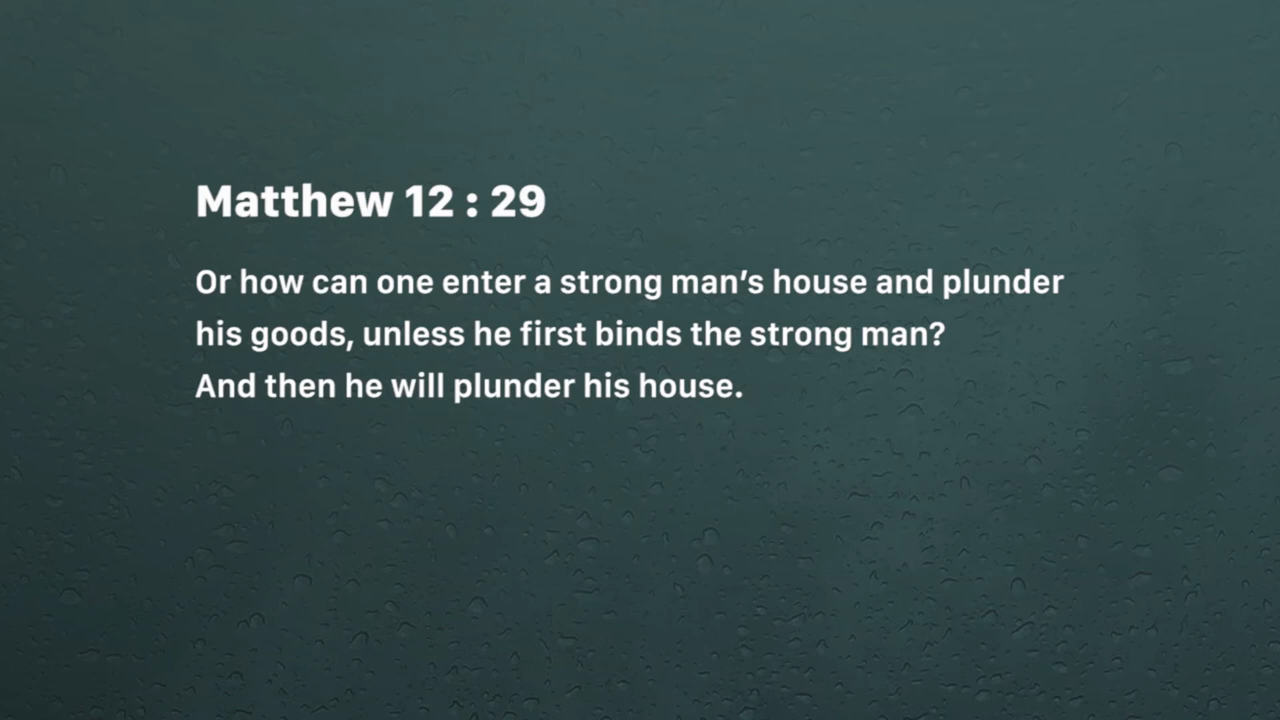 Matthew 12 : 29
Or how can one enter a strong man’s house and plunder
his goods, unless he first binds the strong man?
And then he will plunder his house.